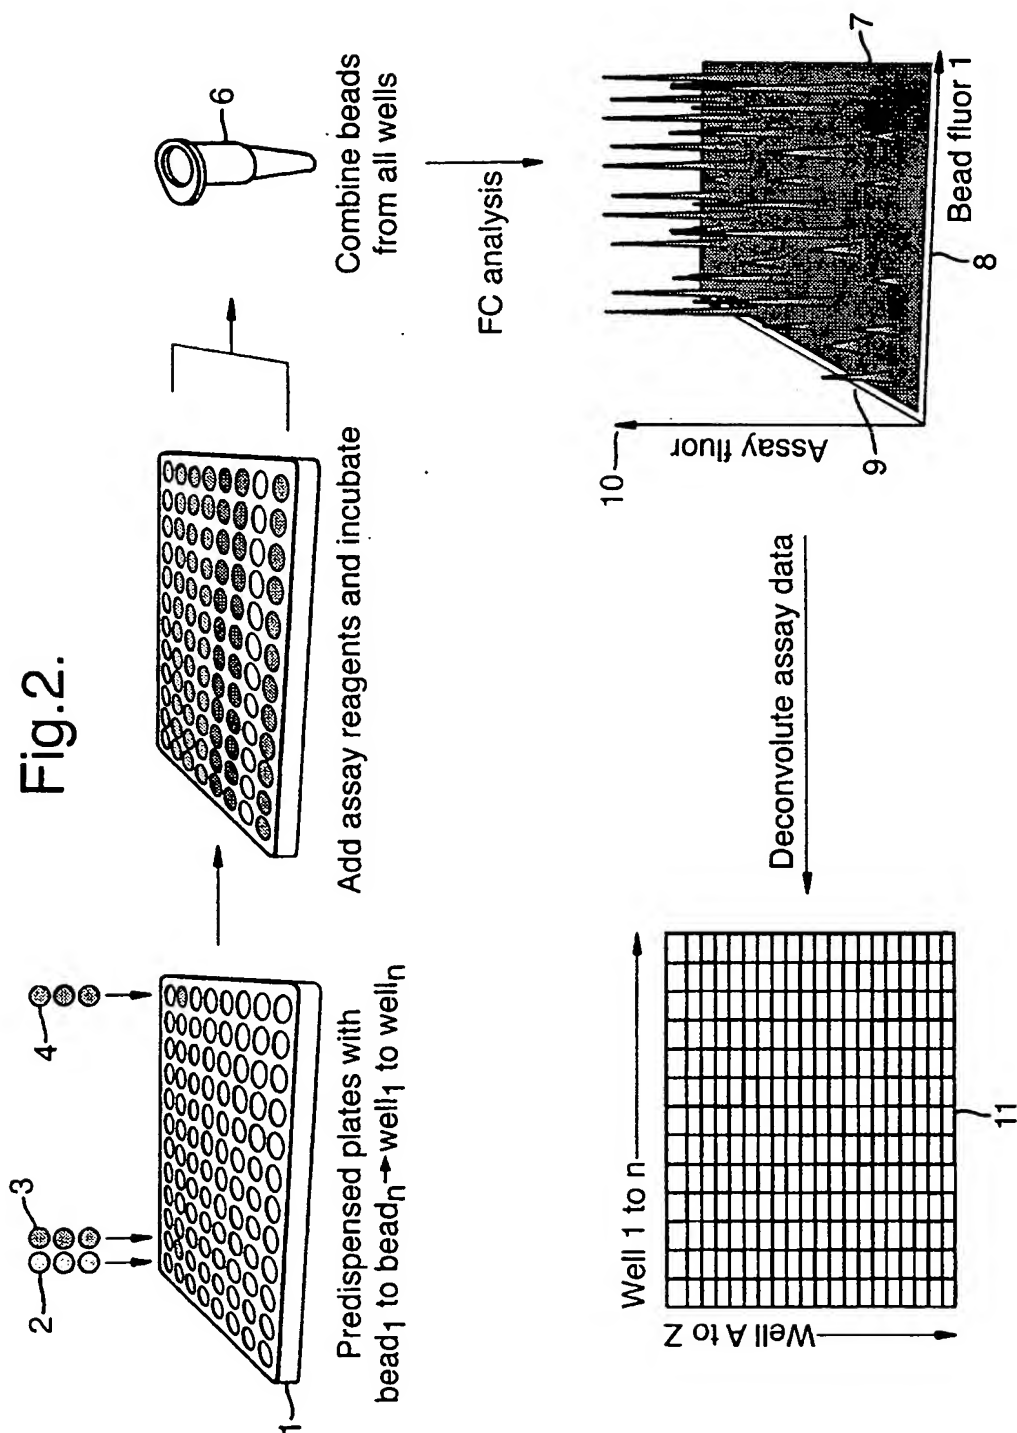 Fig.2.
2
3
4
1
Predispensed plates with
bead1 to bead n→well1 to well n
Add assay reagents and incubate
6
Combine beads
from all wells
FC analysis
7
Bead fluor 1
8
9
Assay fluor
10
Deconvolute assay data
Well 1 to n
Well A to Z
11